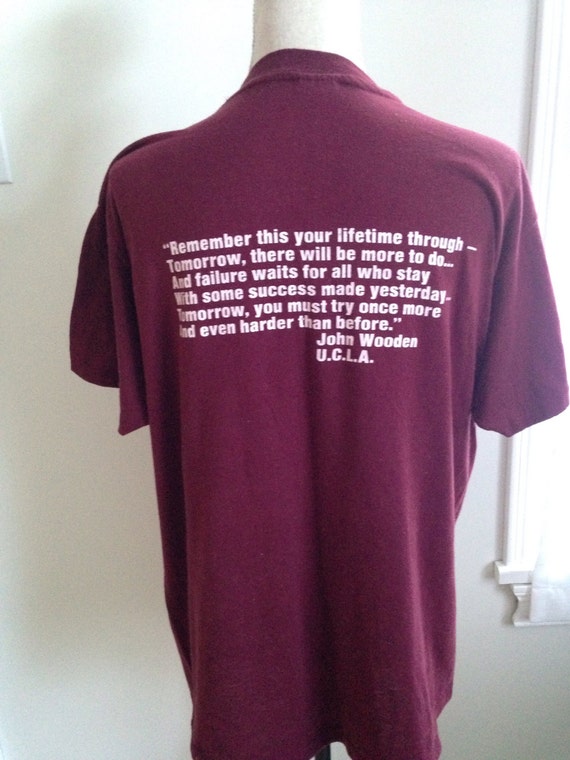 “Remember this your lifetime through –
Tomorrow, there will be more to do...
And failure waits for all who stay
With some success made yesterday..
Tomorrow, you must try once more
And even harder than before.”
John Wooden
U.C.L.A.